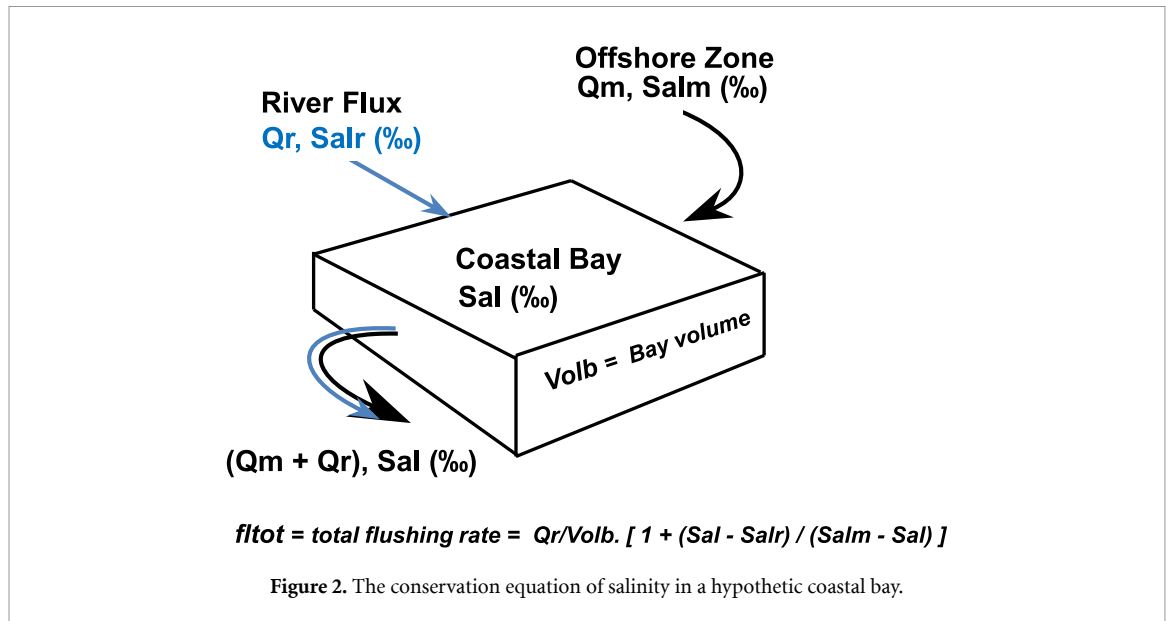 Offshore Zone
Qm, Salm (‰)
River Flux
Qr, Salr (‰)
Coastal Bay
Sal (‰)
Volb = Bay volume
(Qm + Qr), Sal (‰)
fltot = total flushing rate = Qr/Volb. [ 1 + (Sal - Salr) / (Salm - Sal) ]
Figure 2. The conservation equation of salinity in a hypothetic coastal bay.